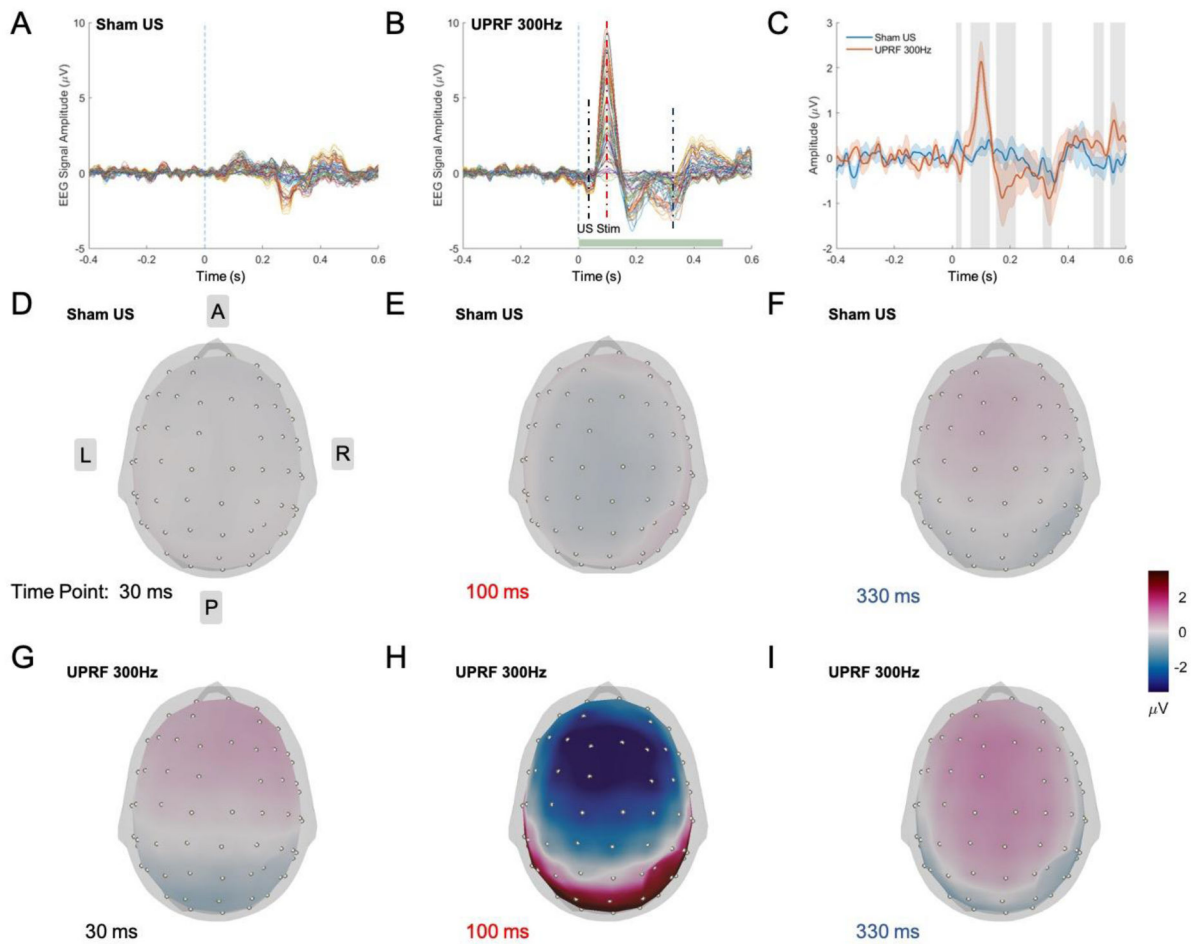 A
Sham US
10
5
0
-5
EEG Signal Amplitude (μV)
-0.4
-0.2
0
0.2
0.4
0.6
Time (s)
B
UPRF 300Hz
10
5
0
-5
EEG Signal Amplitude (μV)
US Stim
-0.4
-0.2
0
0.2
0.4
0.6
Time (s)
C
Sham US
UPRF 300Hz
3
2
1
0
-1
-2
Amplitude (μV)
-0.4
-0.2
0
0.2
0.4
0.6
Time (s)
D
Sham US
A
L
R
P
Time Point: 30 ms
E
Sham US
100 ms
F
Sham US
330 ms
2
0
-2
μV
G
UPRF 300Hz
30 ms
H
UPRF 300Hz
100 ms
I
UPRF 300Hz
330 ms